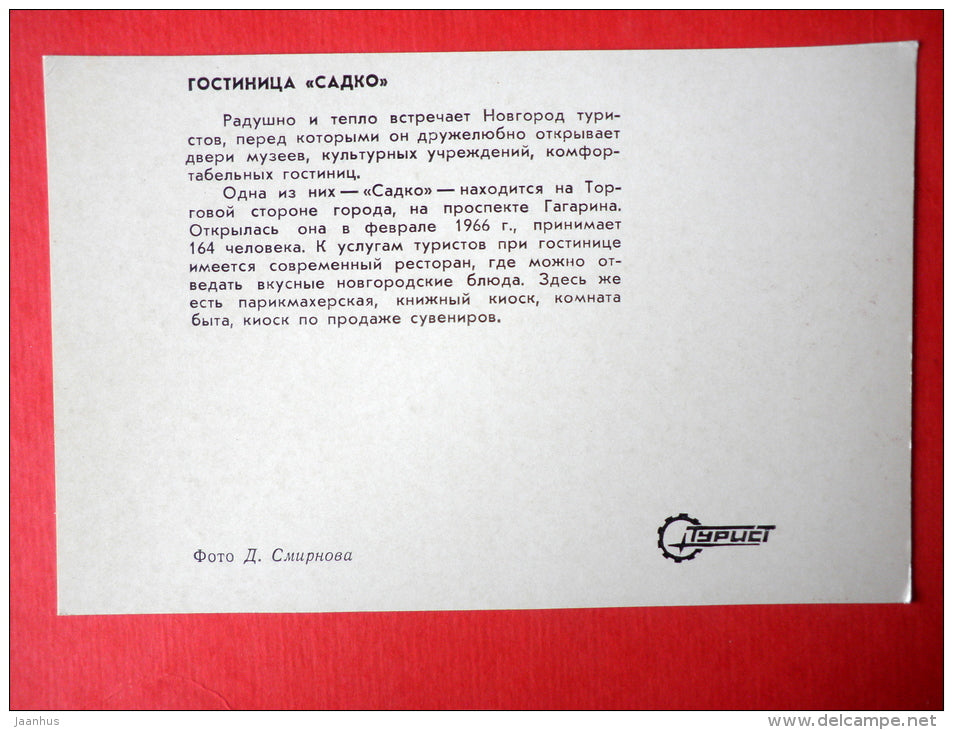 ГОСТИНИЦА «САДКО»
Радушно и тепло встречает Новгород тури-
стов, перед которыми он дружелюбно открывает
двери музеев, культурных учреждений, комфор-
табельных гостиниц.
Одна из них — «Садко» — находится на Тор-
говой стороне города, на проспекте Гагарина.
Открылась она в феврале 1966 г., принимает
164 человека. К услугам туристов при гостинице
имеется современный ресторан, где можно от-
ведать вкусные новгородские блюда. Здесь же
есть парикмахерская, книжный киоск, комната
быта, киоск по продаже сувениров.
Фото Д. Смирнова
ТУРИСТ
Jaanhus
www.delcampe.net